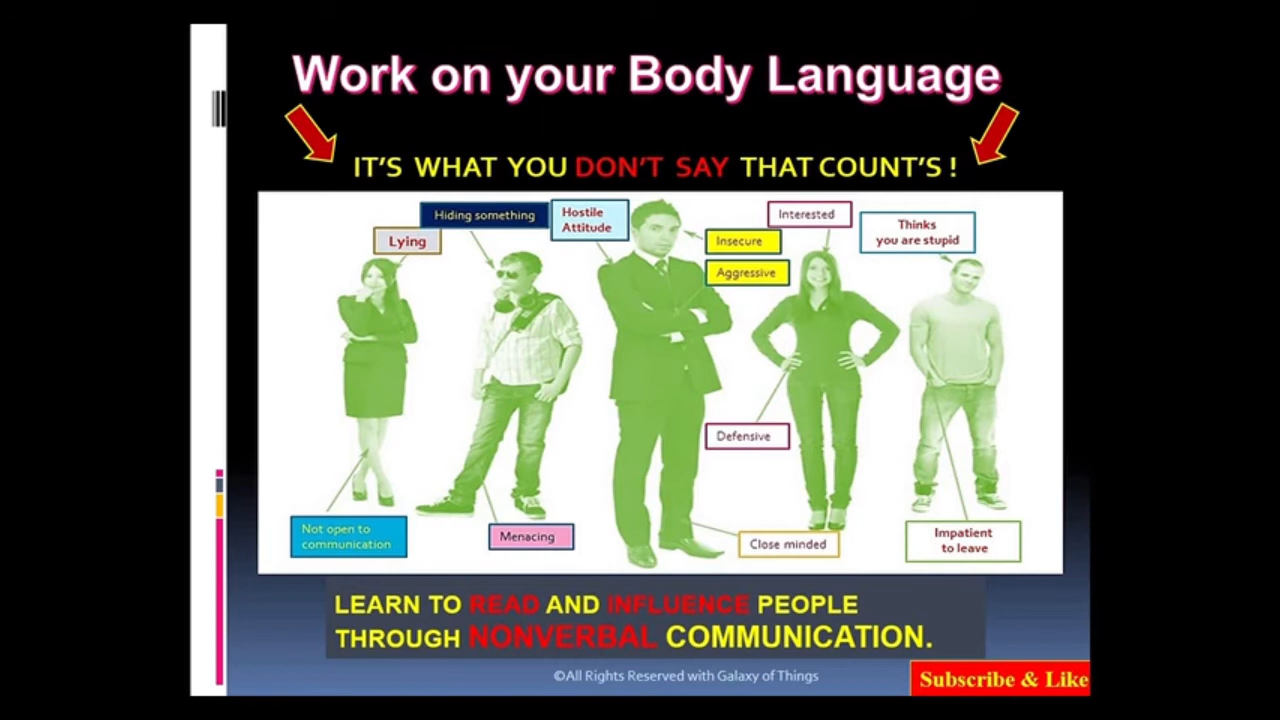 Work on your Body Language
IT'S WHAT YOU DON'T SAY THAT COUNT'S !
Hiding something
Hostile
Attitude
Interested
Thinks
you are stupid
Lying
Insecure
Aggressive
Defensive
Not open to
communication
Menacing
Close minded
Impatient
to leave
LEARN TO READ AND INFLUENCE PEOPLE
THROUGH NONVERBAL COMMUNICATION.
©All Rights Reserved with Galaxy of Things
Subscribe & Like